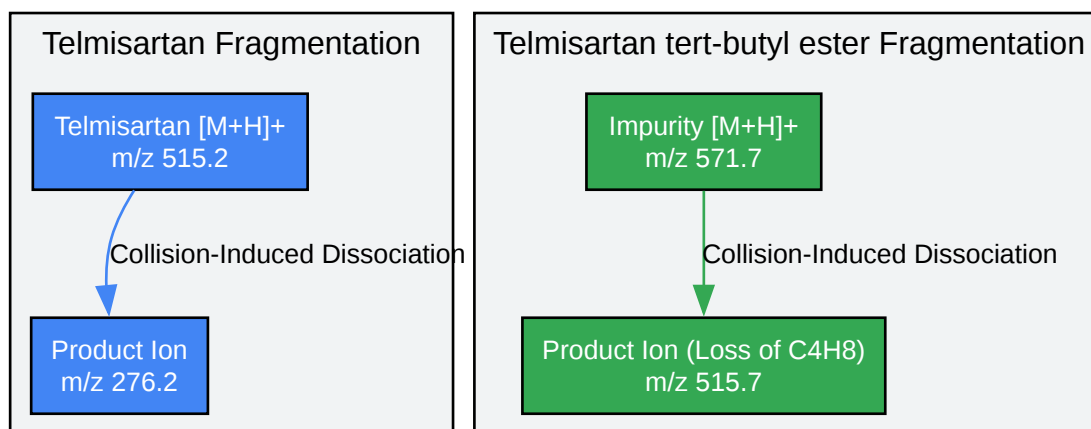 Telmisartan Fragmentation
Telmisartan [M+H]+
m/z 515.2
Collision-Induced Dissociation
Product Ion
m/z 276.2
Telmisartan tert-butyl ester Fragmentation
Impurity [M+H]+
m/z 571.7
Collision-Induced Dissociation
Product Ion (Loss of C4H8)
m/z 515.7